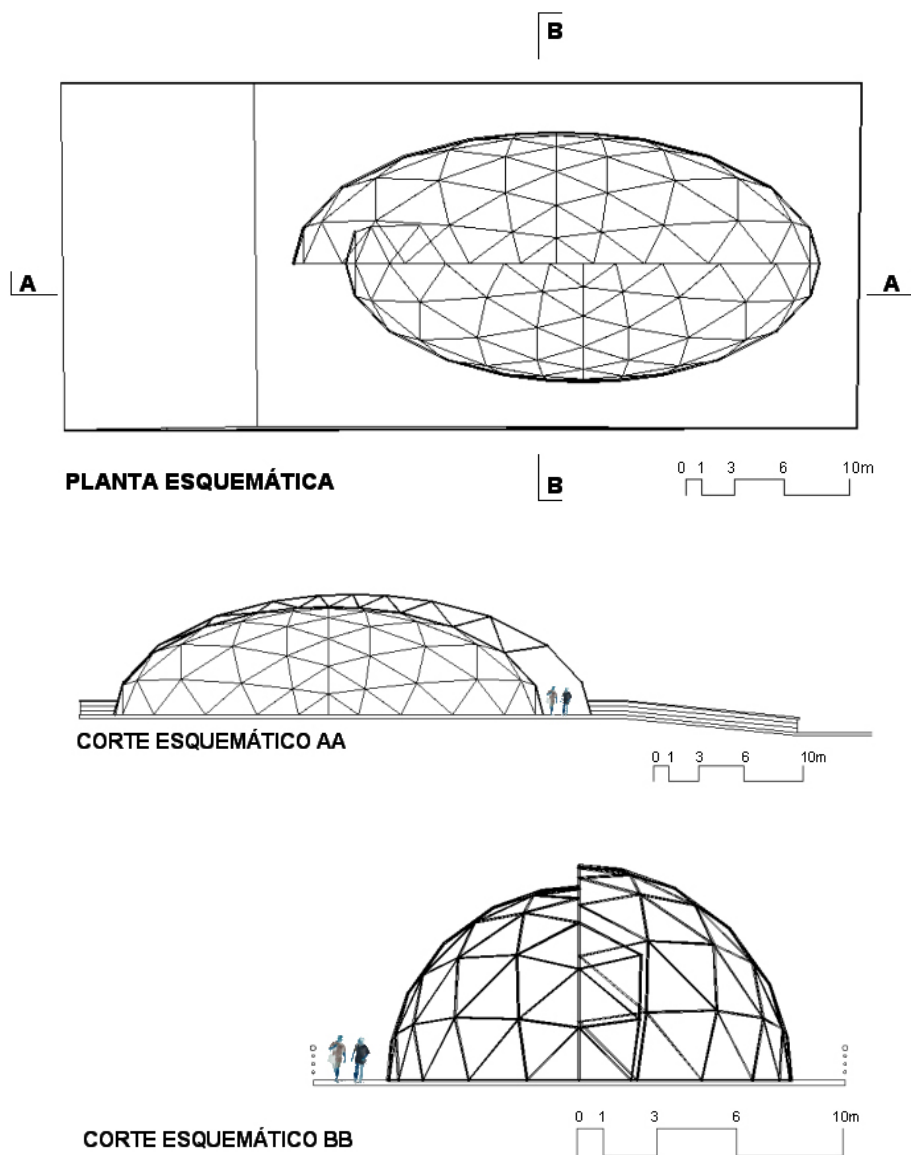 B
A
A
PLANTA ESQUEMÁTICA
0 1 3 6 10m
B
CORTE ESQUEMÁTICO AA
0 1 3 6 10m
CORTE ESQUEMÁTICO BB
0 1 3 6 10m